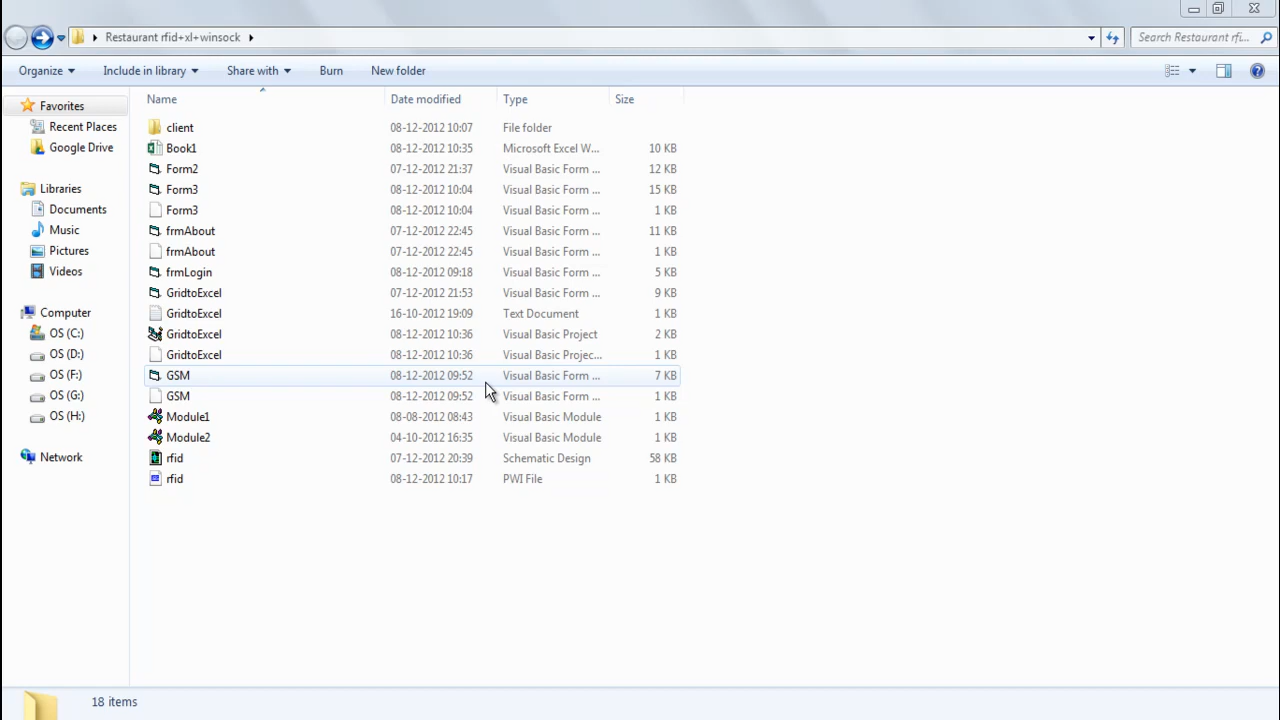 Restaurant rfid+xl+winsock
Search Restaurant rfi...
Organize Include in library Share with Burn New folder
Name Date modified Type Size
Favorites
Recent Places
Google Drive
Libraries
Documents
Music
Pictures
Videos
Computer
OS (C:)
OS (D:)
OS (F:)
OS (G:)
OS (H:)
Network
client 08-12-2012 10:07 File folder
Book1 08-12-2012 10:35 Microsoft Excel W... 10 KB
Form2 07-12-2012 21:37 Visual Basic Form ... 12 KB
Form3 08-12-2012 10:04 Visual Basic Form ... 15 KB
Form3 08-12-2012 10:04 Visual Basic Form ... 1 KB
frmAbout 07-12-2012 22:45 Visual Basic Form ... 11 KB
frmAbout 07-12-2012 22:45 Visual Basic Form ... 1 KB
frmLogin 08-12-2012 09:18 Visual Basic Form ... 5 KB
GridtoExcel 07-12-2012 21:53 Visual Basic Form ... 9 KB
GridtoExcel 16-10-2012 19:09 Text Document 1 KB
GridtoExcel 08-12-2012 10:36 Visual Basic Project 2 KB
GridtoExcel 08-12-2012 10:36 Visual Basic Projec... 1 KB
GSM 08-12-2012 09:52 Visual Basic Form ... 7 KB
GSM 08-12-2012 09:52 Visual Basic Form ... 1 KB
Module1 08-08-2012 08:43 Visual Basic Module 1 KB
Module2 04-10-2012 16:35 Visual Basic Module 1 KB
rfid 07-12-2012 20:39 Schematic Design 58 KB
rfid 08-12-2012 10:17 PWI File 1 KB
18 items